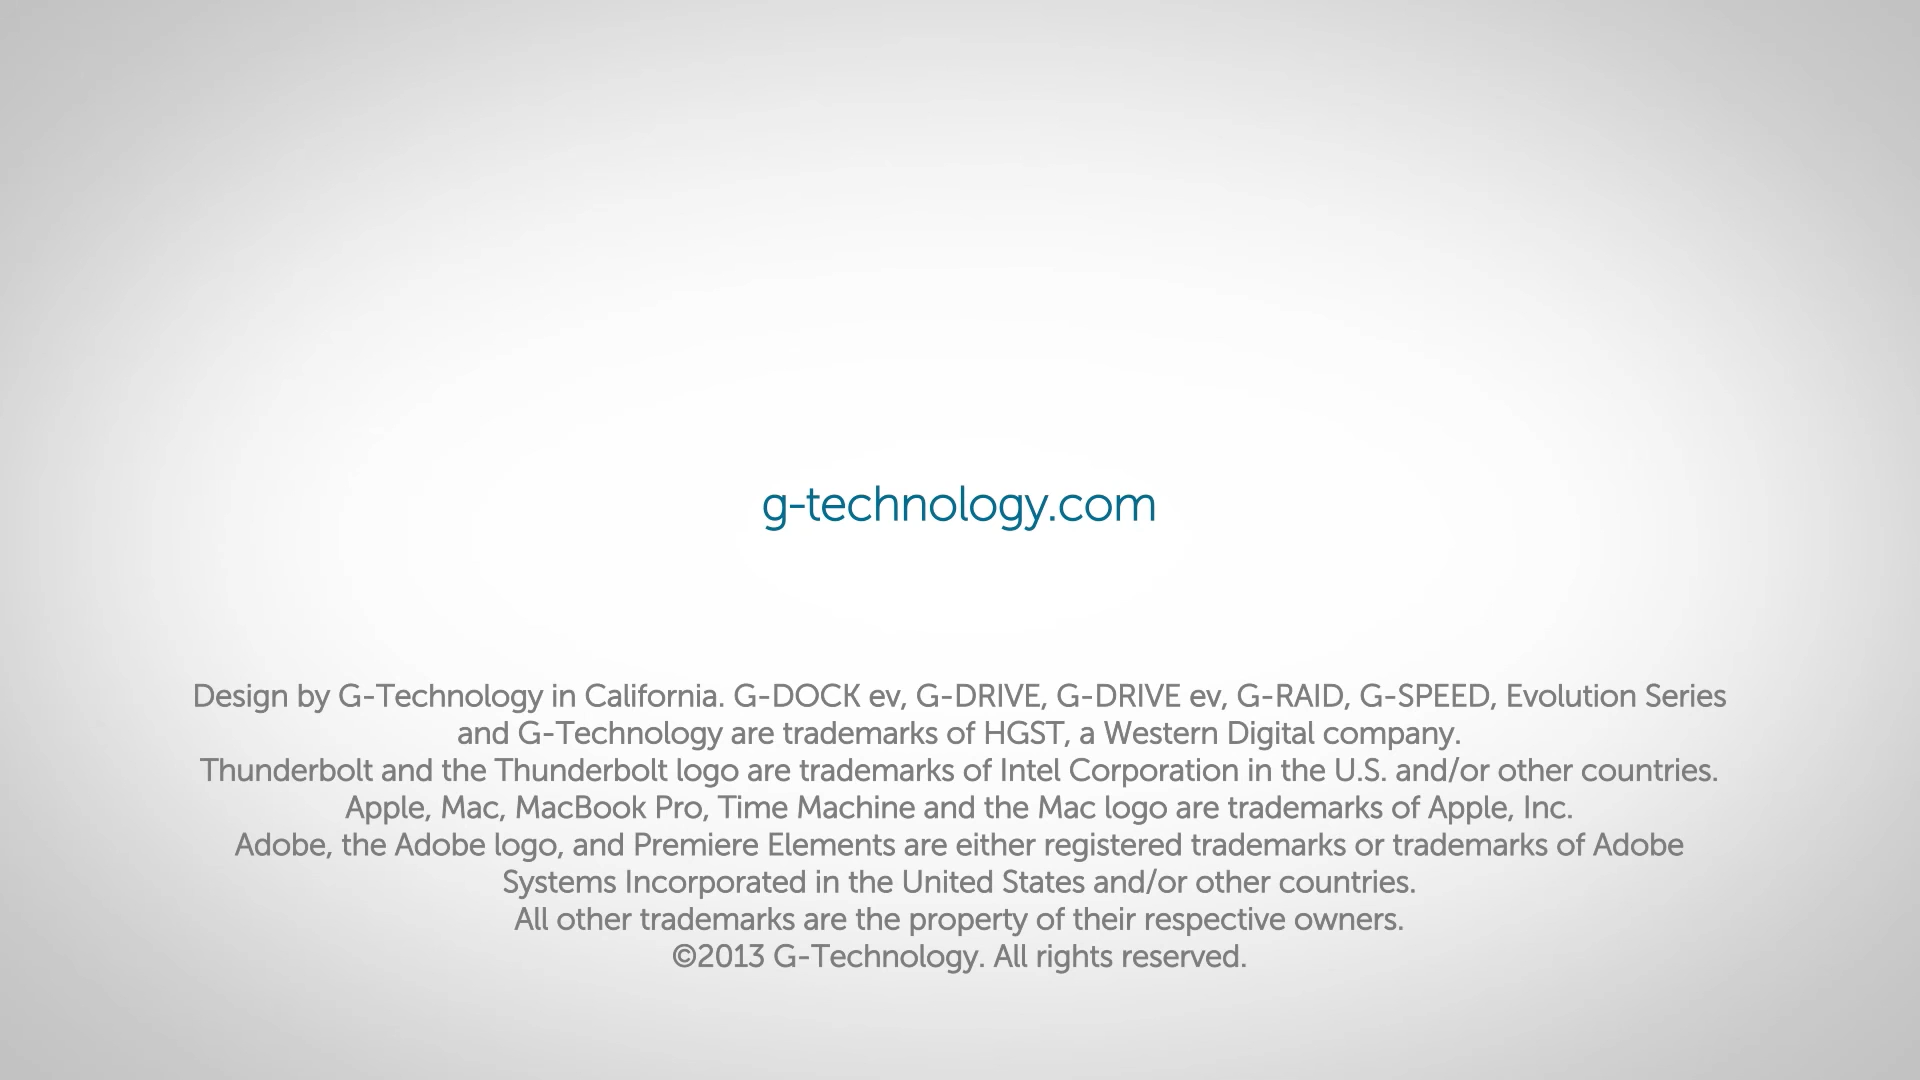 g-technology.com
Design by G-Technology in California. G-DOCK ev, G-DRIVE, G-DRIVE ev, G-RAID, G-SPEED, Evolution Series
and G-Technology are trademarks of HGST, a Western Digital company.
Thunderbolt and the Thunderbolt logo are trademarks of Intel Corporation in the U.S. and/or other countries.
Apple, Mac, MacBook Pro, Time Machine and the Mac logo are trademarks of Apple, Inc.
Adobe, the Adobe logo, and Premiere Elements are either registered trademarks or trademarks of Adobe
Systems Incorporated in the United States and/or other countries.
All other trademarks are the property of their respective owners.
©2013 G-Technology. All rights reserved.